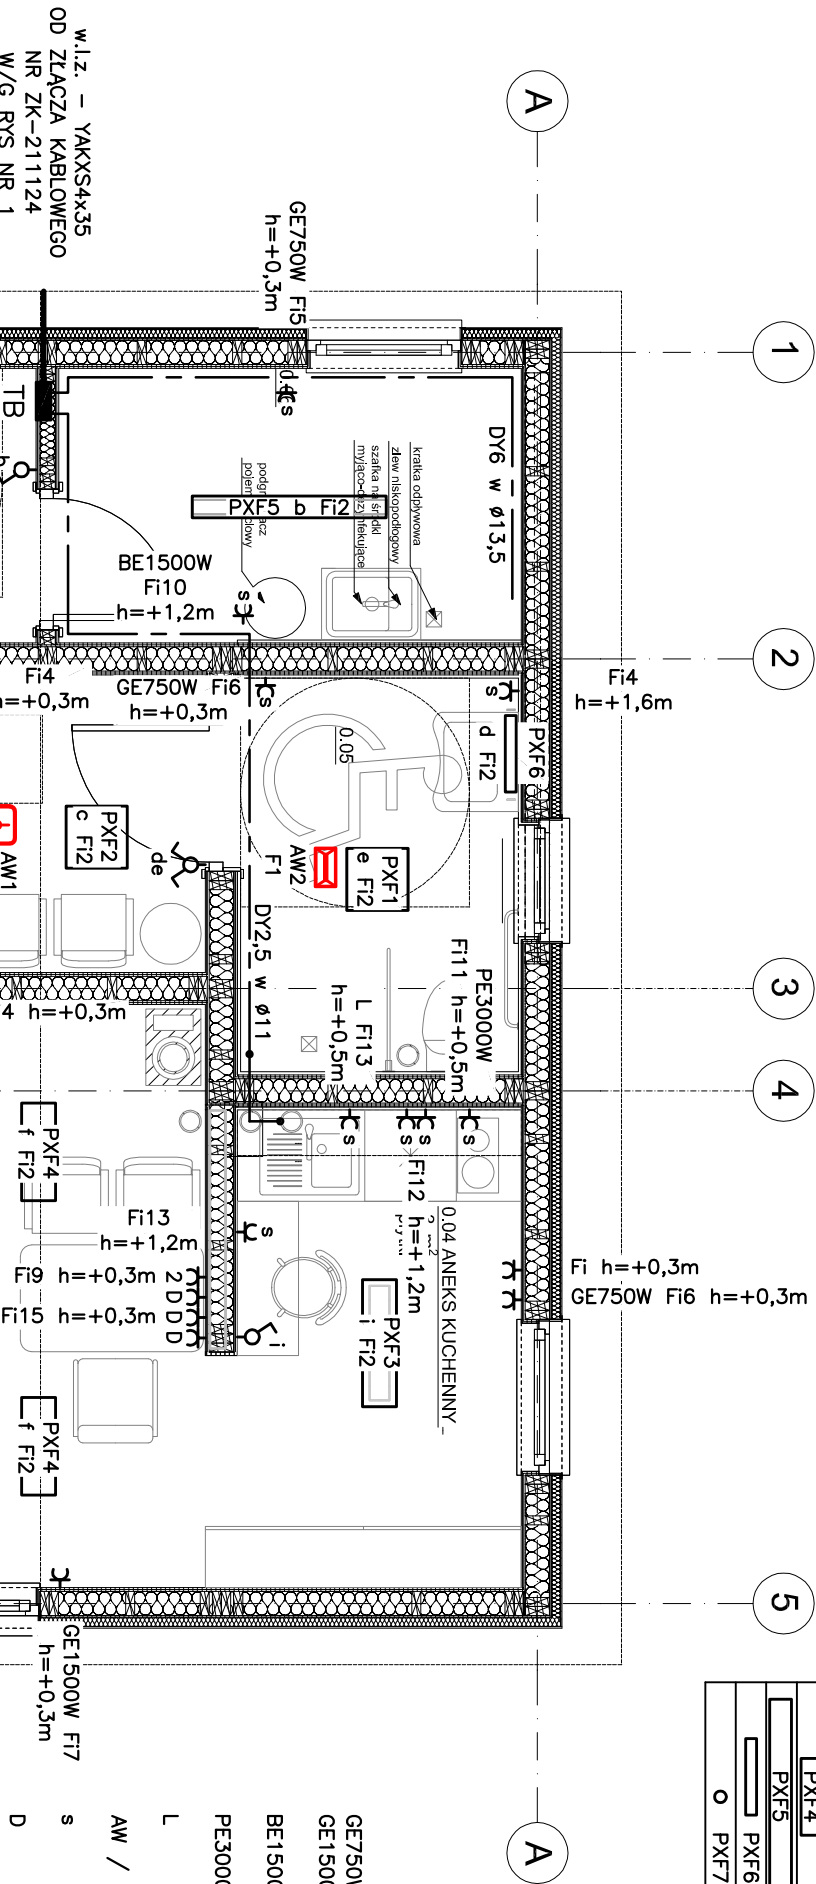 w.l.z. – YAKXS4x35
OD ZŁĄCZA KABLOWEGO
NR ZK–211124
W/G RYS NR 1
A
1
2
3
4
5
A
GE750W Fi5
h=+0,3m
TB
DY6 w ø13,5
kratka odpływowa
zlew niskopodłogowy
szafka na środki
myjąco-dezynfekujące
PXF5 b Fi2
s
BE1500W
Fi10
h=+1,2m
s
Fi4
h=+0,3m
GE750W Fi6
h=+0,3m
s
s
Fi4
h=+1,6m
0.05
PXF6
d Fi2
PXF2
c Fi2
de
AW1
AW2
F1
PXF1
e Fi2
DY2,5 w ø11
L Fi13
h=+0,5m
PE3000W
Fi11 h=+0,5m
h=+0,3m
s
s
s
s
PXF4
f Fi2
Fi12 h=+1,2m
0.04 ANEKS KUCHENNY
Fi13
h=+1,2m
s
Fi9 h=+0,3m 2
D
Fi15 h=+0,3m D
D
i
PXF3
i Fi2
Fi h=+0,3m
GE750W Fi6 h=+0,3m
PXF4
f Fi2
GE1500W Fi7
h=+0,3m
PXF4
PXF5
PXF6
PXF7
GE750
GE150
BE150
PE300
L
AW /
s
D